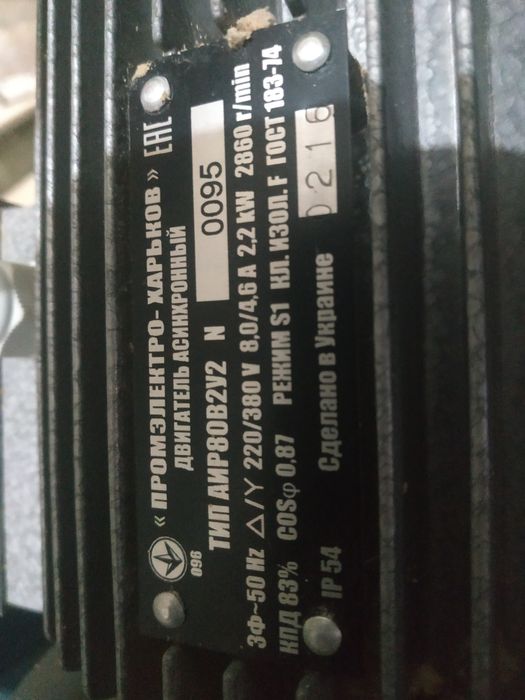 « ПРОМЭЛЕКТРО-ХАРЬКОВ » EAC
ДВИГАТЕЛЬ АСИНХРОННЫЙ
096
ТИП АИР80В2У2 N 0095
3ф~50 Hz △/Y 220/380 V 8,0/4,6 A 2,2 kW 2860 r/min
КПД 83% COSφ 0,87 РЕЖИМ S1 КЛ. ИЗОЛ. F ГОСТ 183-74
IP 54 Сделано в Украине 0216